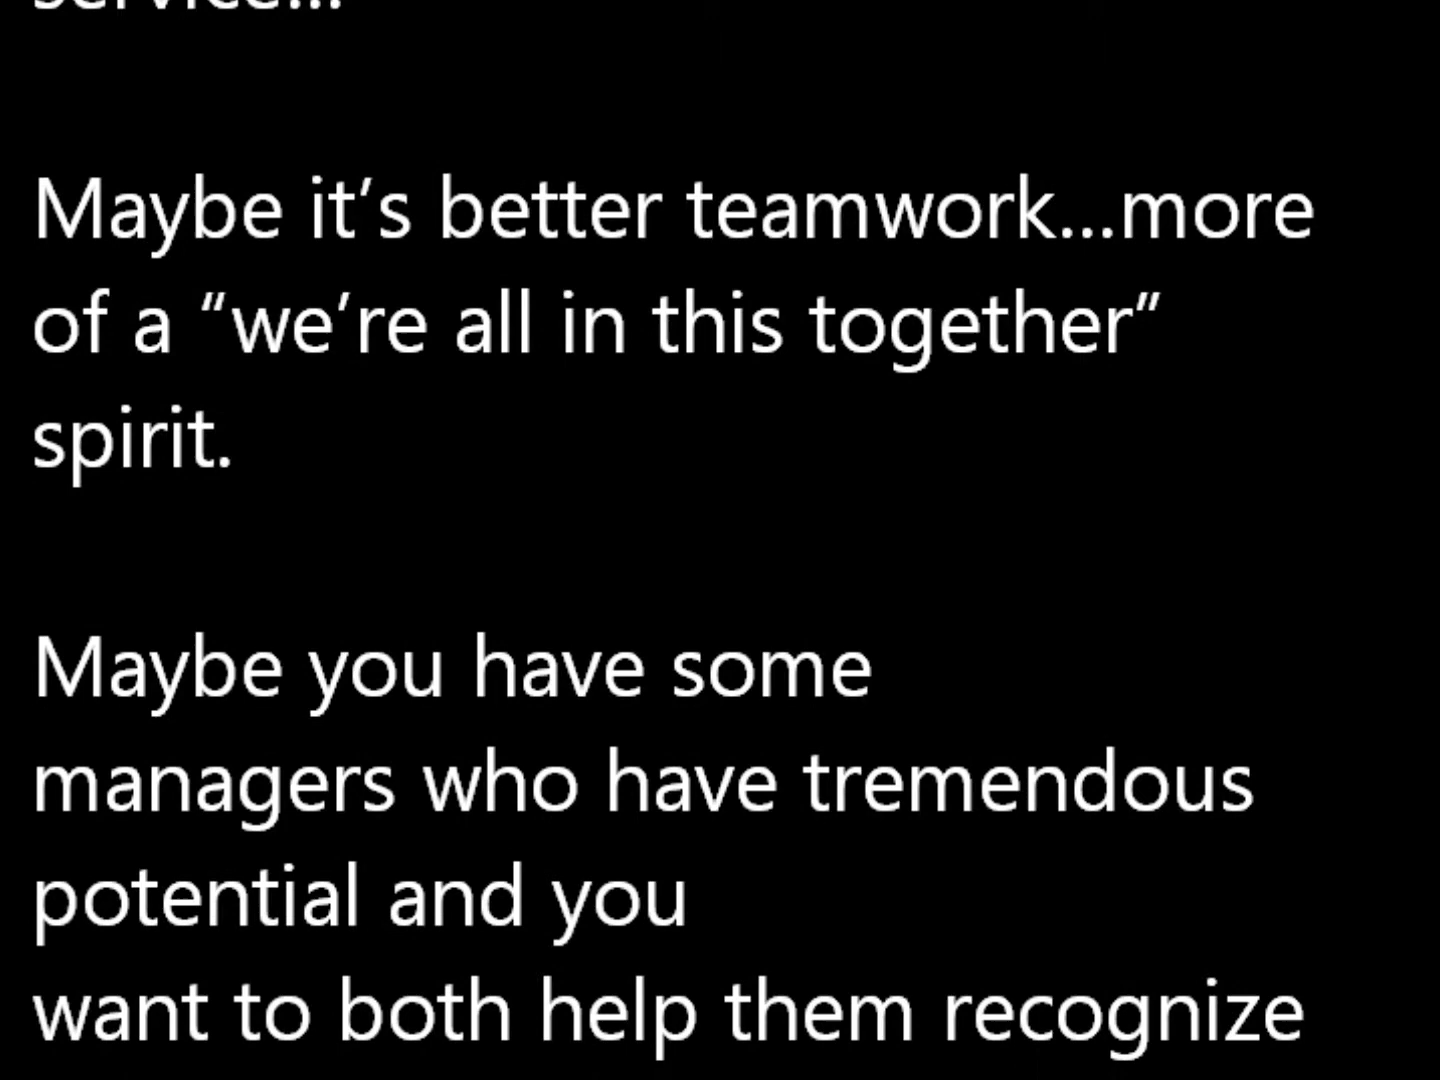 service...
Maybe it’s better teamwork...more
of a “we’re all in this together”
spirit.
Maybe you have some
managers who have tremendous
potential and you
want to both help them recognize